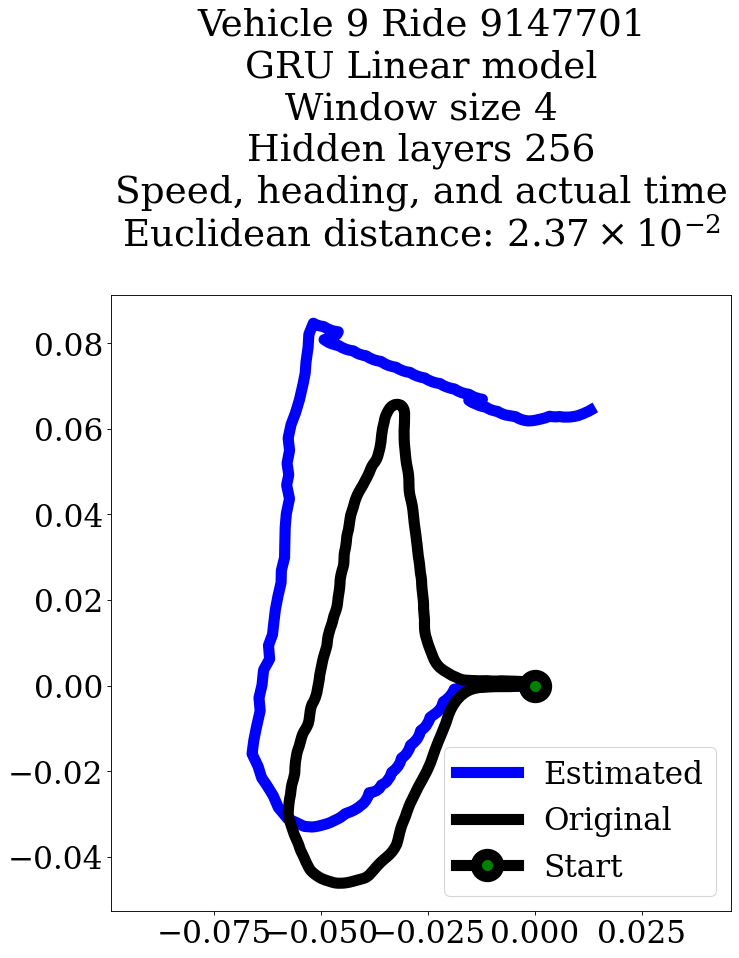 Vehicle 9 Ride 9147701
GRU Linear model
Window size 4
Hidden layers 256
Speed, heading, and actual time
Euclidean distance: 2.37 × 10⁻²
0.08
0.06
0.04
0.02
0.00
−0.02
−0.04
Estimated
Original
Start
−0.075 −0.050 −0.025 0.000 0.025